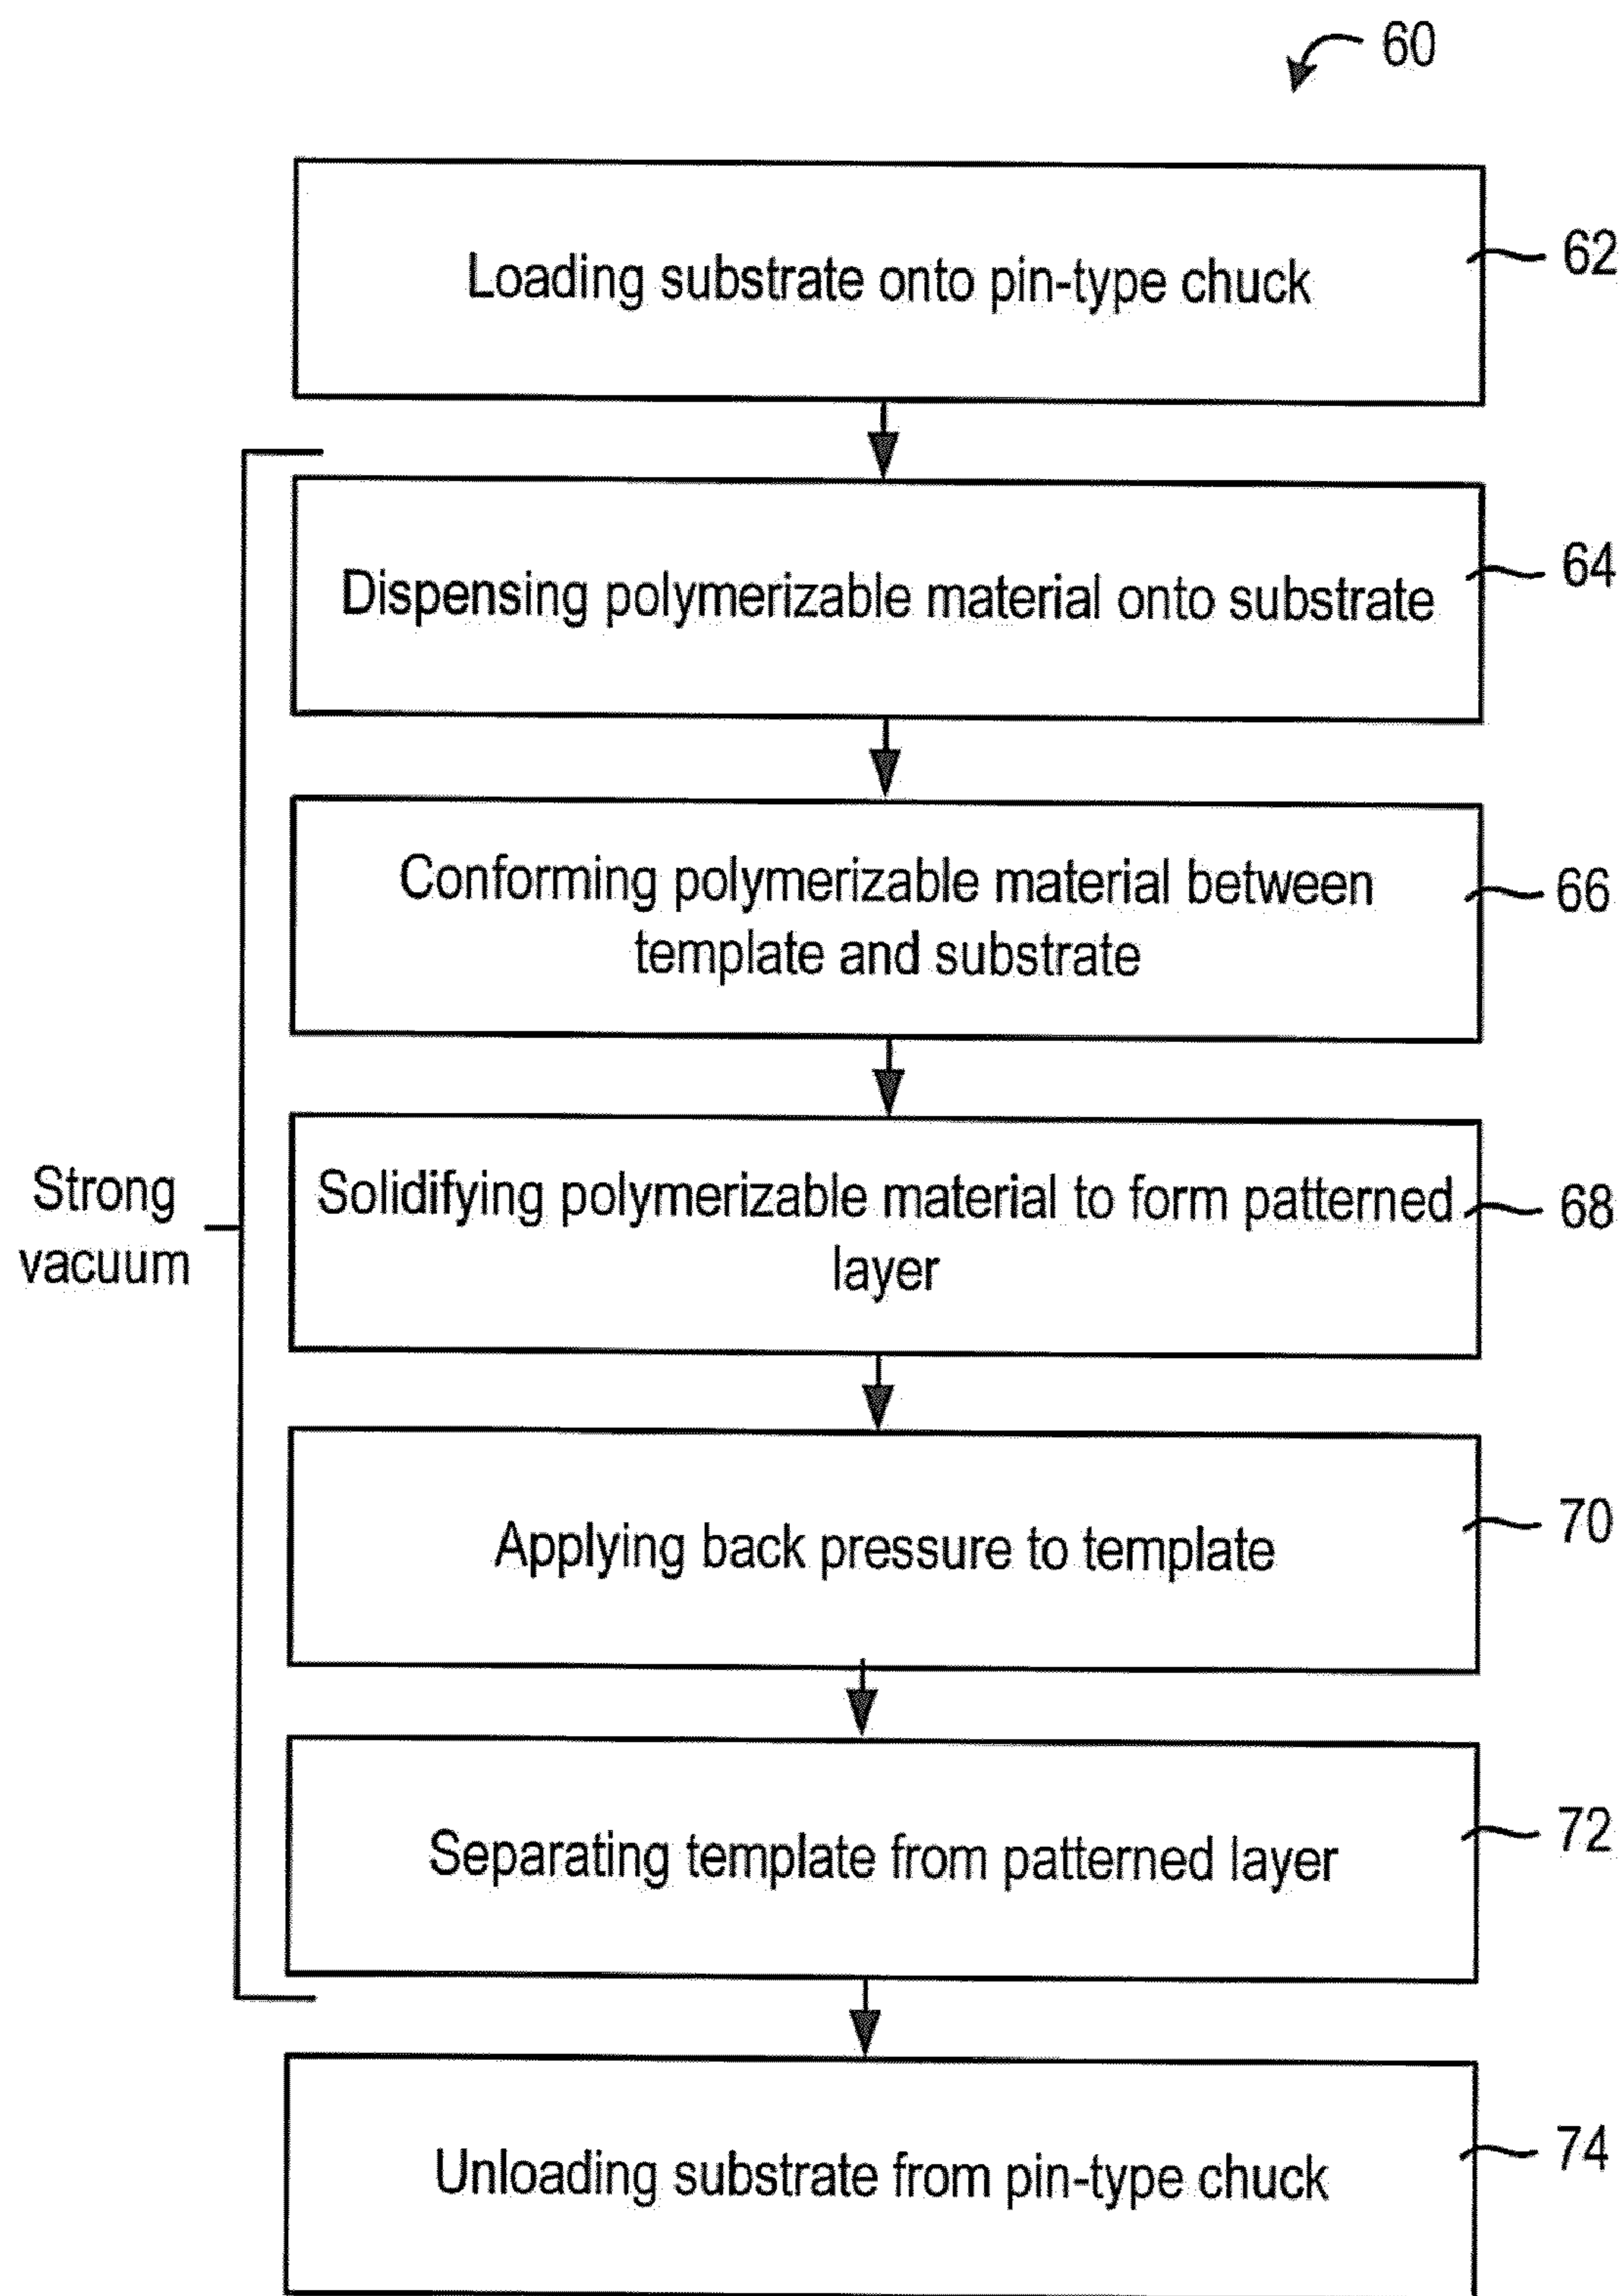 60
Loading substrate onto pin-type chuck
62
Dispensing polymerizable material onto substrate
64
Conforming polymerizable material between
template and substrate
66
Strong
vacuum
Solidifying polymerizable material to form patterned
layer
68
Applying back pressure to template
70
Separating template from patterned layer
72
Unloading substrate from pin-type chuck
74